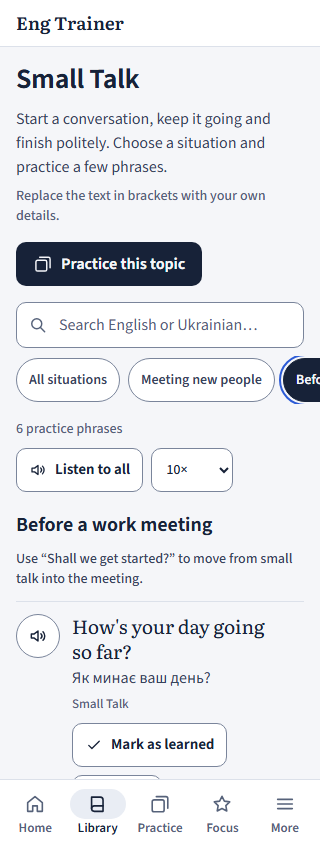 Eng Trainer
Small Talk
Start a conversation, keep it going and
finish politely. Choose a situation and
practice a few phrases.
Replace the text in brackets with your own
details.
Practice this topic
Search English or Ukrainian…
All situations
Meeting new people
6 practice phrases
Listen to all
10×
Before a work meeting
Use “Shall we get started?” to move from small
talk into the meeting.
How's your day going
so far?
Як минає ваш день?
Small Talk
Mark as learned
Home
Library
Practice
Focus
More